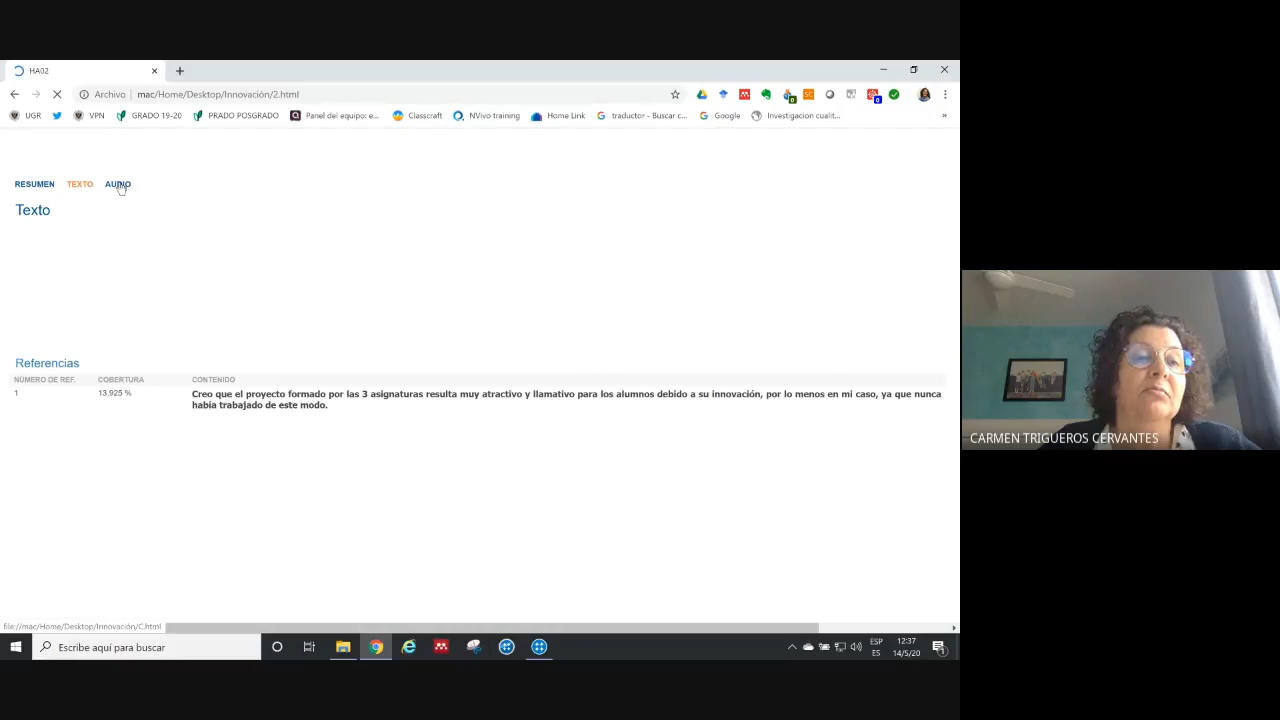 HA02
Archivo mac/Home/Desktop/Innovación/2.html
UGR VPN GRADO 19-20 PRADO POSGRADO Panel del equipo: e... Classcraft NVivo training Home Link traductor - Buscar c... Google Investigacion cualit... »
RESUMEN TEXTO AUDIO
Texto
Referencias
NÚMERO DE REF. COBERTURA CONTENIDO
1 13,925 % Creo que el proyecto formado por las 3 asignaturas resulta muy atractivo y llamativo para los alumnos debido a su innovación, por lo menos en mi caso, ya que nunca
había trabajado de este modo.
CARMEN TRIGUEROS CERVANTES
file://mac/Home/Desktop/Innovación/C.html
Escribe aquí para buscar
ESP 12:37
ES 14/5/20